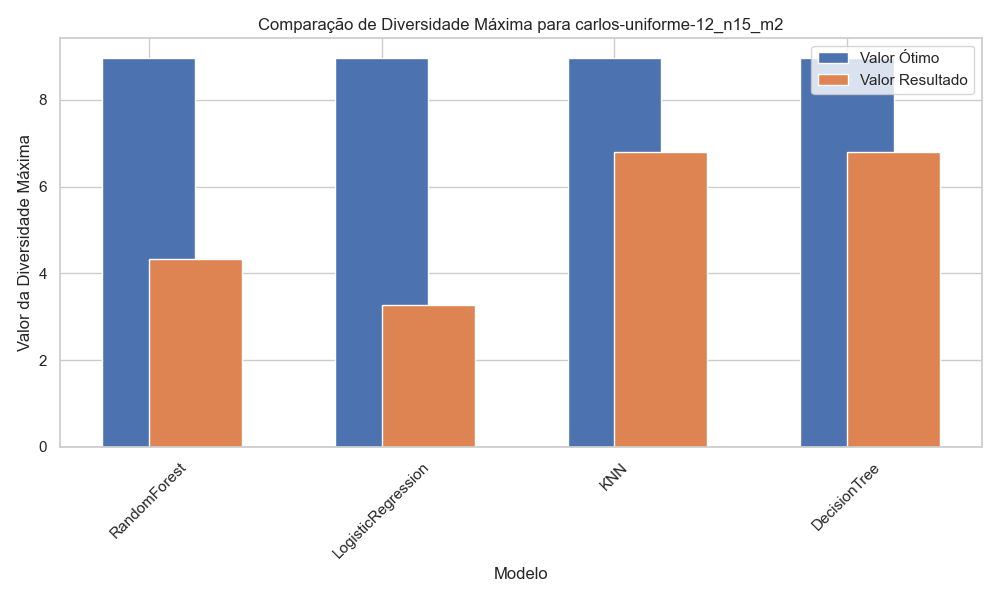 Comparação de Diversidade Máxima para carlos-uniforme-12_n15_m2
Valor Ótimo
Valor Resultado
Valor da Diversidade Máxima
8
6
4
2
0
RandomForest
LogisticRegression
KNN
DecisionTree
Modelo